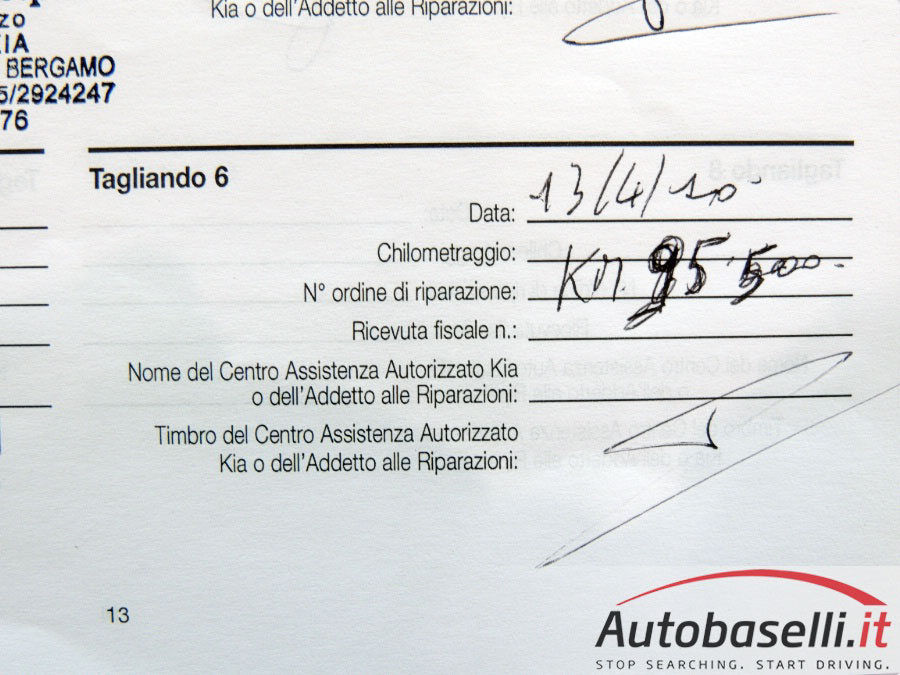 Kia o dell'Addetto alle Riparazioni:
zo
IA
BERGAMO
5/2924247
76
Tagliando 6
Data: 13/4/10
Chilometraggio: KM 95.500
N° ordine di riparazione:
Ricevuta fiscale n.:
Nome del Centro Assistenza Autorizzato Kia
o dell'Addetto alle Riparazioni:
Timbro del Centro Assistenza Autorizzato
Kia o dell'Addetto alle Riparazioni:
13
Autobaselli.it
STOP SEARCHING. START DRIVING.